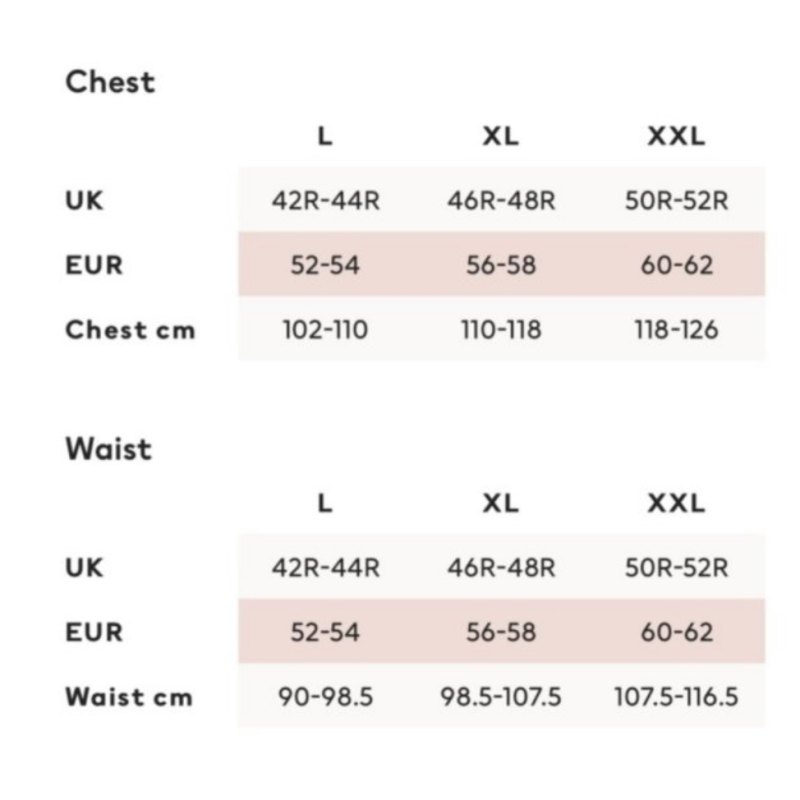 Chest
L XL XXL
UK 42R-44R 46R-48R 50R-52R
EUR 52-54 56-58 60-62
Chest cm 102-110 110-118 118-126
Waist
L XL XXL
UK 42R-44R 46R-48R 50R-52R
EUR 52-54 56-58 60-62
Waist cm 90-98.5 98.5-107.5 107.5-116.5